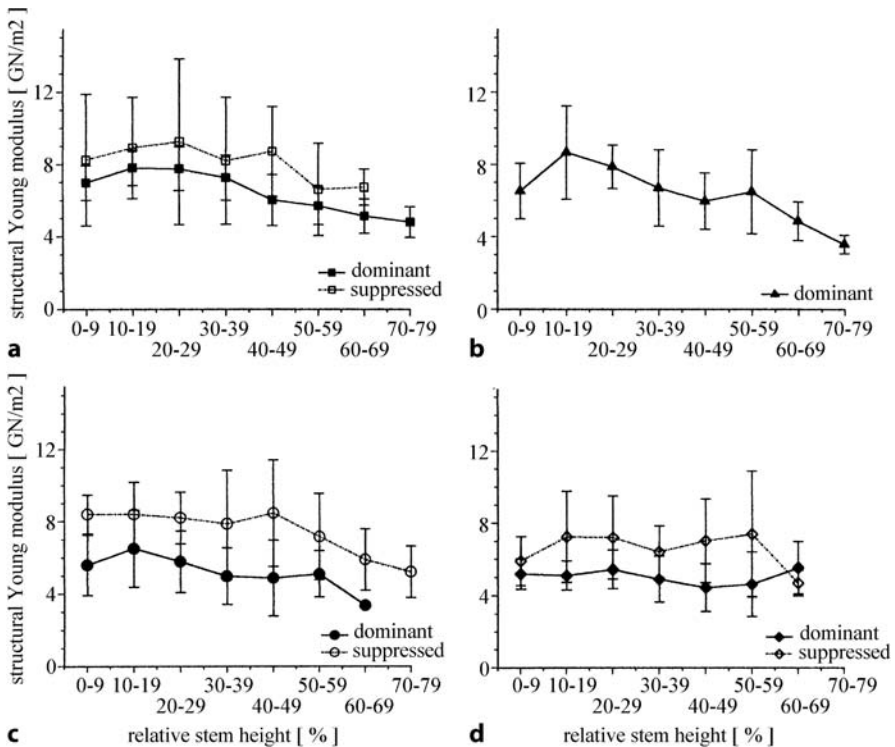 structural Young modulus [ GN/m2 ]
12
8
4
0
dominant
suppressed
0-9 10-19 30-39 50-59 70-79
20-29 40-49 60-69
a
12
8
4
0
dominant
0-9 10-19 30-39 50-59 70-79
20-29 40-49 60-69
b
structural Young modulus [ GN/m2 ]
12
8
4
0
dominant
suppressed
0-9 10-19 30-39 50-59 70-79
20-29 40-49 60-69
c
relative stem height [ % ]
12
8
4
0
dominant
suppressed
0-9 10-19 30-39 50-59 70-79
20-29 40-49 60-69
d
relative stem height [ % ]